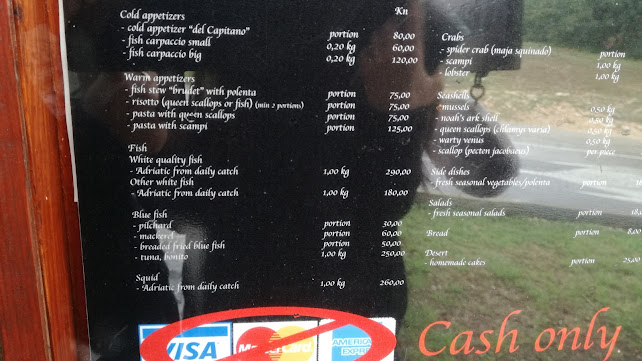 Kn
Cold appetizers
- cold appetizer "del Capitano" portion 80,00
- fish carpaccio small 0,20 kg 60,00
- fish carpaccio big 0,20 kg 120,00
Warm appetizers
- fish stew "brudet" with polenta portion 75,00
- risotto (queen scallops or fish) (min 2 portions) portion 75,00
- pasta with queen scallops portion 75,00
- pasta with scampi portion 125,00
Fish
White quality fish
- Adriatic from daily catch 1,00 kg 290,00
Other white fish
- Adriatic from daily catch 1,00 kg 180,00
Blue fish
- pilchard portion 30,00
- mackerel portion 60,00
- breaded fried blue fish portion 50,00
- tuna, bonito 1,00 kg 250,00
Squid
- Adriatic from daily catch 1,00 kg 260,00
Crabs
- spider crab (maja squinado) portion
- scampi 1,00 kg
- lobster 1,00 kg
Seashells
- mussels 0,50 kg
- noah's ark shell 0,50 kg
- queen scallops (chlamys varia) 0,50 kg
- warty venus 0,50 kg
- scallop (pecten jacobaeus) per piece
Side dishes
- fresh seasonal vegetables/polenta portion
Salads
- fresh seasonal salads portion
Bread portion 8,00
Desert
- homemade cakes portion 25,00
VISA MasterCard AMERICA EXPR
Cash only